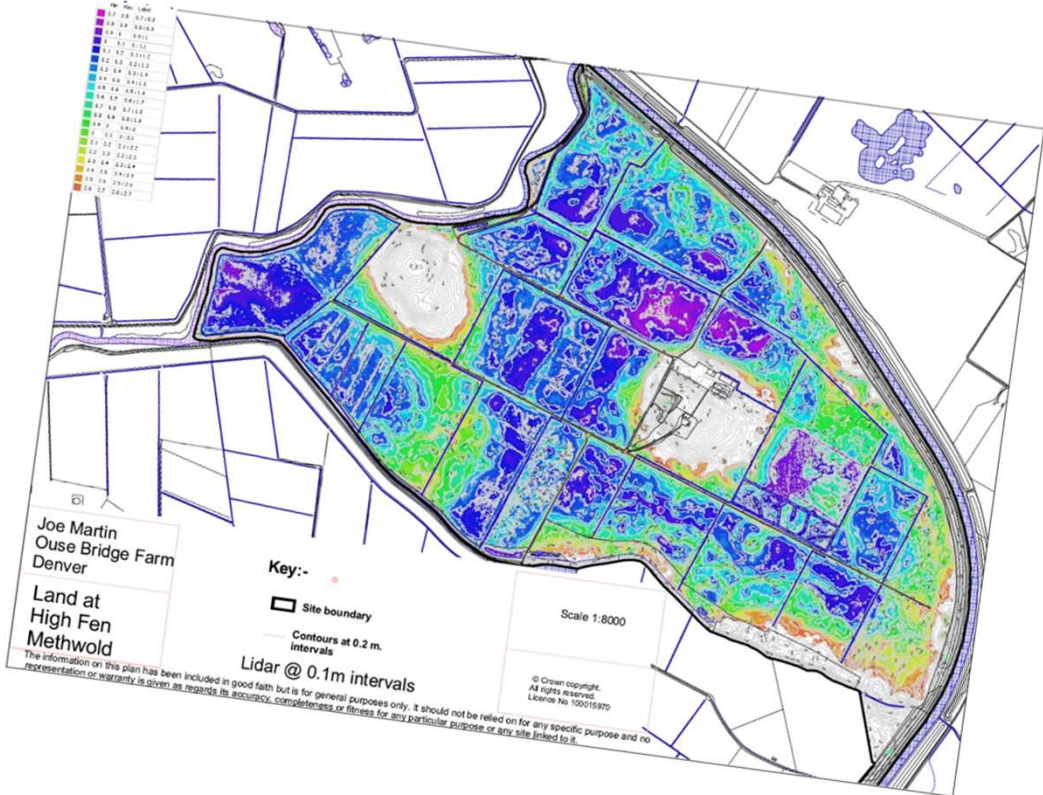 Joe Martin
Ouse Bridge Farm
Denver
Land at
High Fen
Methwold
Key:-
Site boundary
Contours at 0.2 m.
intervals
Lidar @ 0.1m intervals
Scale 1:8000
© Crown copyright.
All rights reserved.
Licence No 100015970
The information on this plan has been included in good faith but is for general purposes only. It should not be relied on for any specific purpose and no
representation or warranty is given as regards its accuracy, completeness or fitness for any particular purpose or any site linked to it.